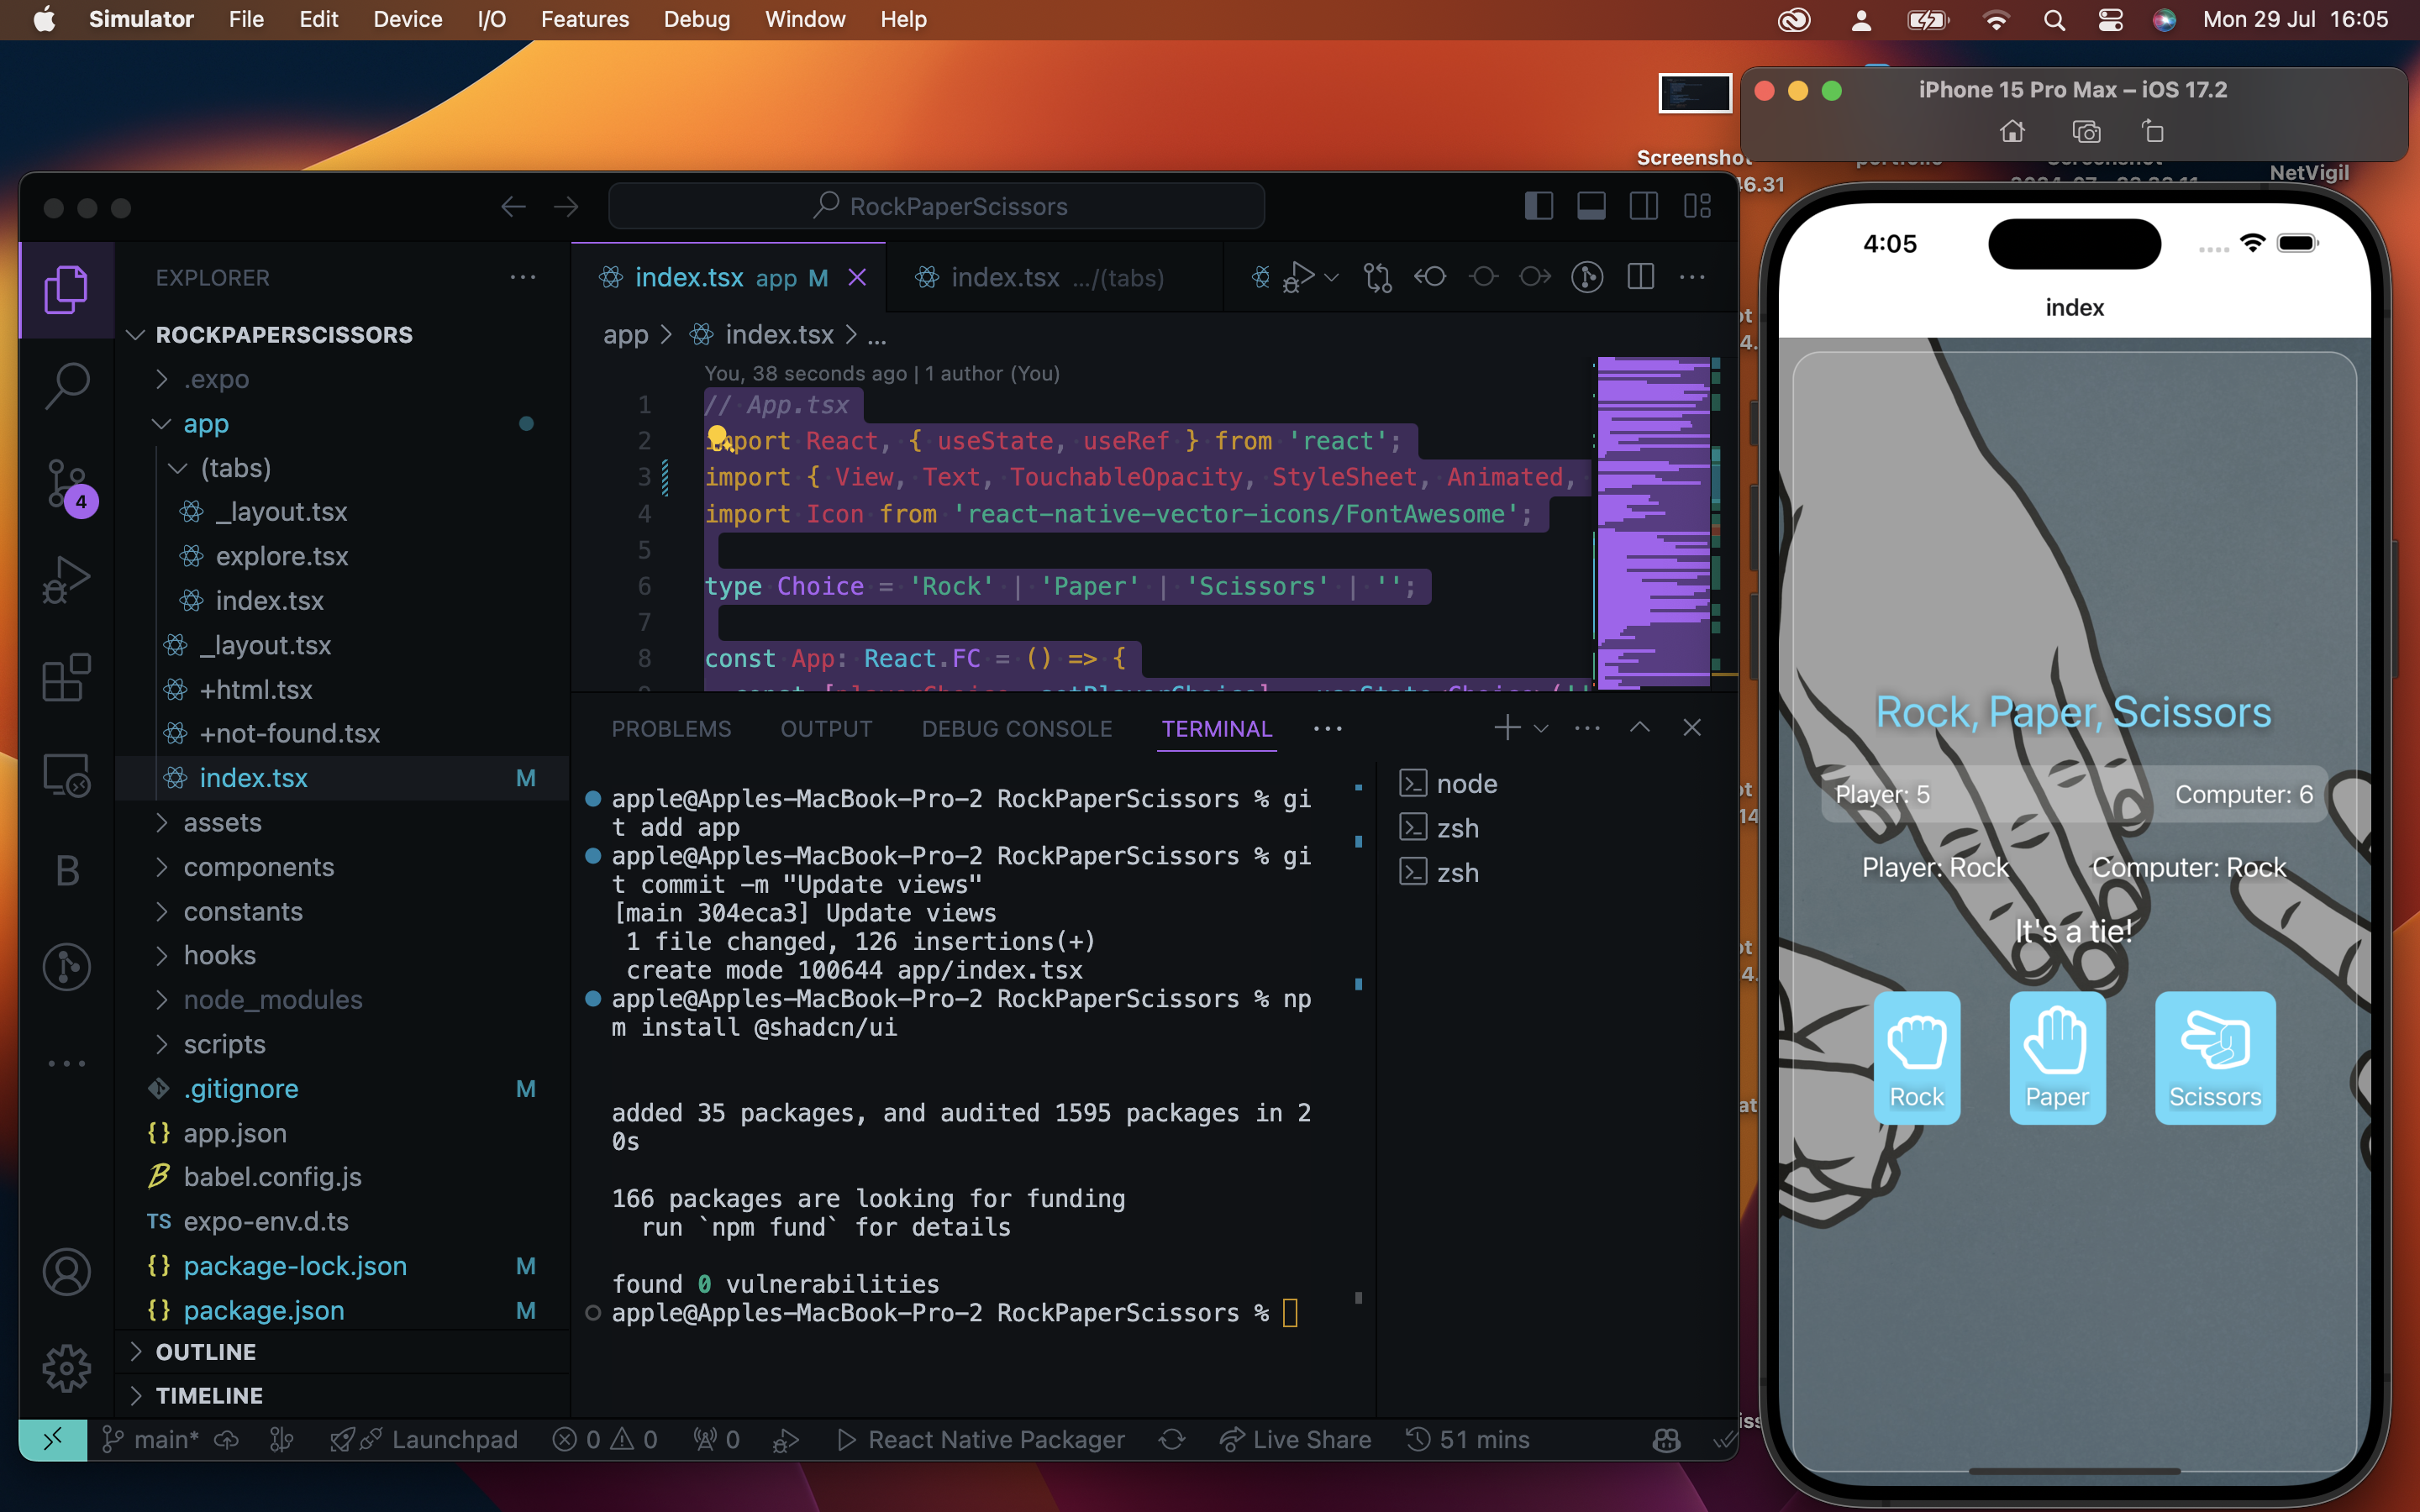 Simulator File Edit Device I/O Features Debug Window Help Mon 29 Jul 16:05
Screenshot
46.31
NetVigil
iPhone 15 Pro Max – iOS 17.2
RockPaperScissors
EXPLORER
ROCKPAPERSCISSORS
.expo
app
(tabs)
_layout.tsx
explore.tsx
index.tsx
_layout.tsx
+html.tsx
+not-found.tsx
index.tsx M
assets
components
constants
hooks
node_modules
scripts
.gitignore M
app.json
babel.config.js
TS expo-env.d.ts
package-lock.json M
package.json M
OUTLINE
TIMELINE
4
index.tsx app M
index.tsx .../(tabs)
app > index.tsx > ...
You, 38 seconds ago | 1 author (You)
1 // App.tsx
2 import React, { useState, useRef } from 'react';
3 import { View, Text, TouchableOpacity, StyleSheet, Animated,
4 import Icon from 'react-native-vector-icons/FontAwesome';
5
6 type Choice = 'Rock' | 'Paper' | 'Scissors' | '';
7
8 const App: React.FC = () => {
PROBLEMS OUTPUT DEBUG CONSOLE TERMINAL
apple@Apples-MacBook-Pro-2 RockPaperScissors % gi
t add app
apple@Apples-MacBook-Pro-2 RockPaperScissors % gi
t commit -m "Update views"
[main 304eca3] Update views
1 file changed, 126 insertions(+)
create mode 100644 app/index.tsx
apple@Apples-MacBook-Pro-2 RockPaperScissors % np
m install @shadcn/ui
added 35 packages, and audited 1595 packages in 2
0s
166 packages are looking for funding
run `npm fund` for details
found 0 vulnerabilities
apple@Apples-MacBook-Pro-2 RockPaperScissors %
node
zsh
zsh
main* Launchpad 0 0 0 React Native Packager Live Share 51 mins
4:05
index
Rock, Paper, Scissors
Player: 5 Computer: 6
Player: Rock Computer: Rock
It's a tie!
Rock Paper Scissors